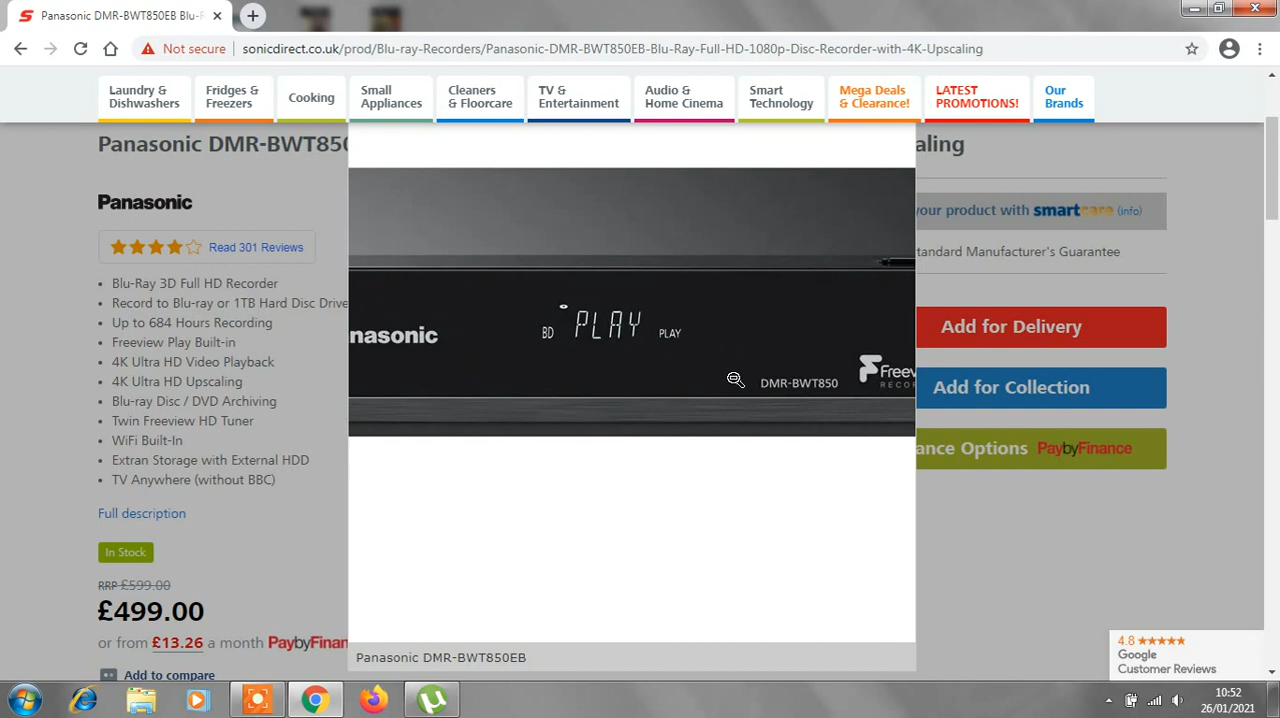 Panasonic DMR-BWT850EB Blu-R
Not secure
sonicdirect.co.uk/prod/Blu-ray-Recorders/Panasonic-DMR-BWT850EB-Blu-Ray-Full-HD-1080p-Disc-Recorder-with-4K-Upscaling
Laundry &
Dishwashers
Fridges &
Freezers
Cooking
Small
Appliances
Cleaners
& Floorcare
TV &
Entertainment
Audio &
Home Cinema
Smart
Technology
Mega Deals
& Clearance!
LATEST
PROMOTIONS!
Our
Brands
Panasonic DMR-BWT850
aling
Panasonic
Read 301 Reviews
• Blu-Ray 3D Full HD Recorder
• Record to Blu-ray or 1TB Hard Disc Drive
• Up to 684 Hours Recording
• Freeview Play Built-in
• 4K Ultra HD Video Playback
• 4K Ultra HD Upscaling
• Blu-ray Disc / DVD Archiving
• Twin Freeview HD Tuner
• WiFi Built-In
• Extran Storage with External HDD
• TV Anywhere (without BBC)
Full description
In Stock
RRP £599.00
£499.00
or from £13.26 a month PaybyFinan
Add to compare
nasonic
BD PLAY PLAY
DMR-BWT850
Freev
RECOR
Panasonic DMR-BWT850EB
your product with smartcare (info)
tandard Manufacturer's Guarantee
Add for Delivery
Add for Collection
ance Options PaybyFinance
4.8
Google
Customer Reviews
10:52
26/01/2021